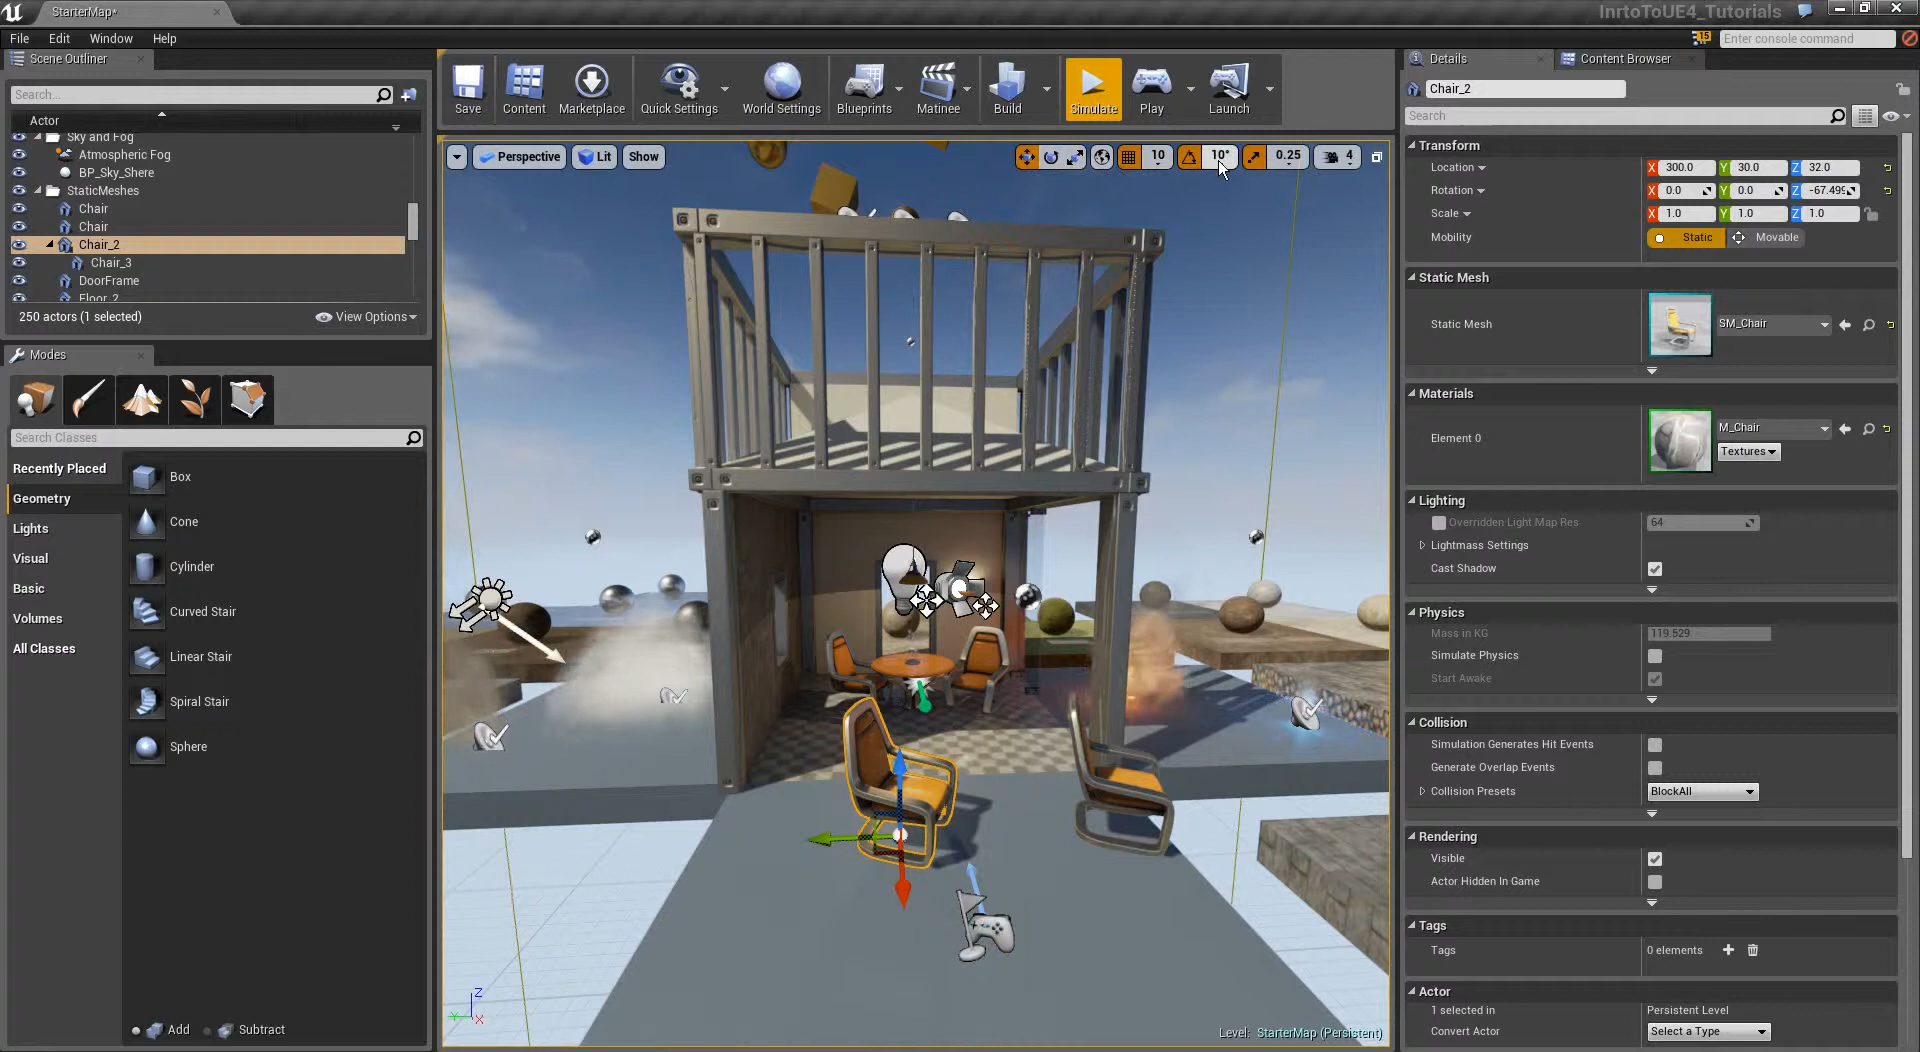 StarterMap*
InrtoToUE4_Tutorials
File Edit Window Help
15
Enter console command
Scene Outliner
Search...
Actor
Sky and Fog
Atmospheric Fog
BP_Sky_Shere
StaticMeshes
Chair
Chair
Chair_2
Chair_3
DoorFrame
Floor_2
250 actors (1 selected)
View Options
Modes
Search Classes
Recently Placed
Geometry
Lights
Visual
Basic
Volumes
All Classes
Box
Cone
Cylinder
Curved Stair
Linear Stair
Spiral Stair
Sphere
Add Subtract
Save Content Marketplace Quick Settings World Settings Blueprints Matinee Build Simulate Play Launch
Perspective Lit Show 10 10° 0.25 4
Z
Y
X
Level: StarterMap (Persistent)
Details Content Browser
Chair_2
Search
Transform
Location X 300.0 Y 30.0 Z 32.0
Rotation X 0.0 Y 0.0 Z -67.499
Scale X 1.0 Y 1.0 Z 1.0
Mobility Static Movable
Static Mesh
Static Mesh SM_Chair
Materials
Element 0 M_Chair
Textures
Lighting
Overridden Light Map Res 64
Lightmass Settings
Cast Shadow
Physics
Mass in KG 119.529
Simulate Physics
Start Awake
Collision
Simulation Generates Hit Events
Generate Overlap Events
Collision Presets BlockAll
Rendering
Visible
Actor Hidden In Game
Tags
Tags 0 elements
Actor
1 selected in Persistent Level
Convert Actor Select a Type